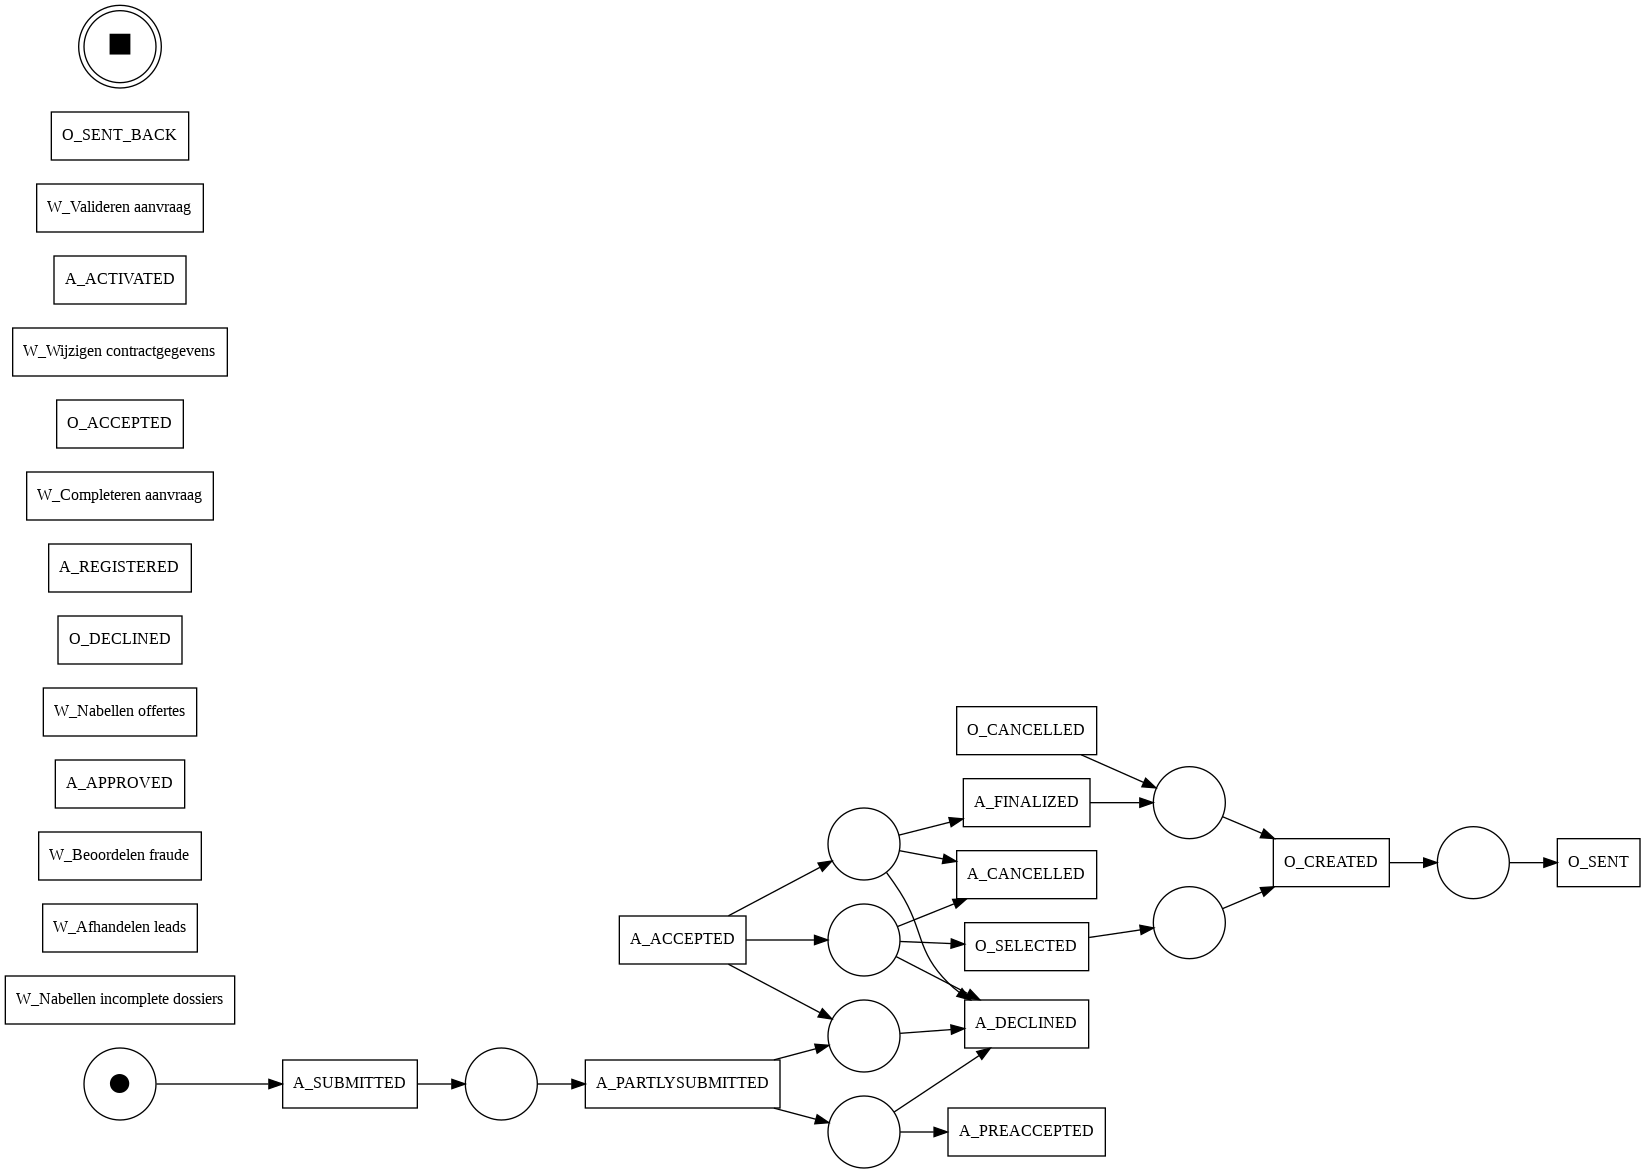 O_SENT_BACK
W_Valideren aanvraag
A_ACTIVATED
W_Wijzigen contractgegevens
O_ACCEPTED
W_Completeren aanvraag
A_REGISTERED
O_DECLINED
W_Nabellen offertes
A_APPROVED
W_Beoordelen fraude
W_Afhandelen leads
W_Nabellen incomplete dossiers
A_SUBMITTED
A_PARTLYSUBMITTED
A_ACCEPTED
O_CANCELLED
A_FINALIZED
A_CANCELLED
O_SELECTED
A_DECLINED
A_PREACCEPTED
O_CREATED
O_SENT